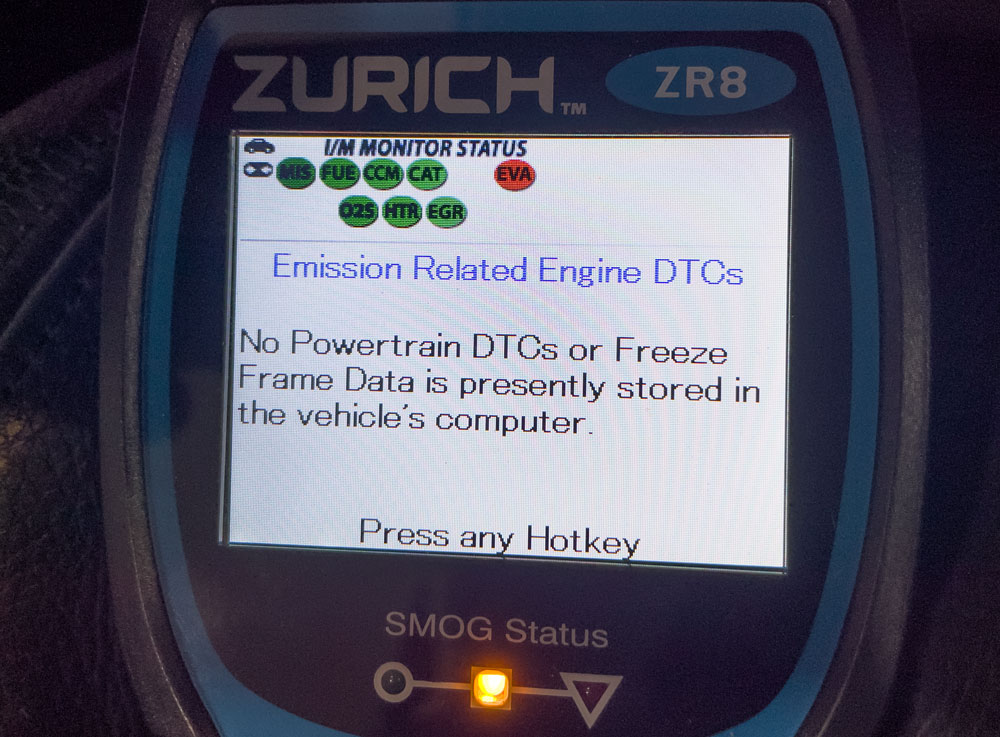 ZURICH™ ZR8
I/M MONITOR STATUS
MIS FUE CCM CAT EVA
O2S HTR EGR
Emission Related Engine DTCs
No Powertrain DTCs or Freeze
Frame Data is presently stored in
the vehicle's computer.
Press any Hotkey
SMOG Status